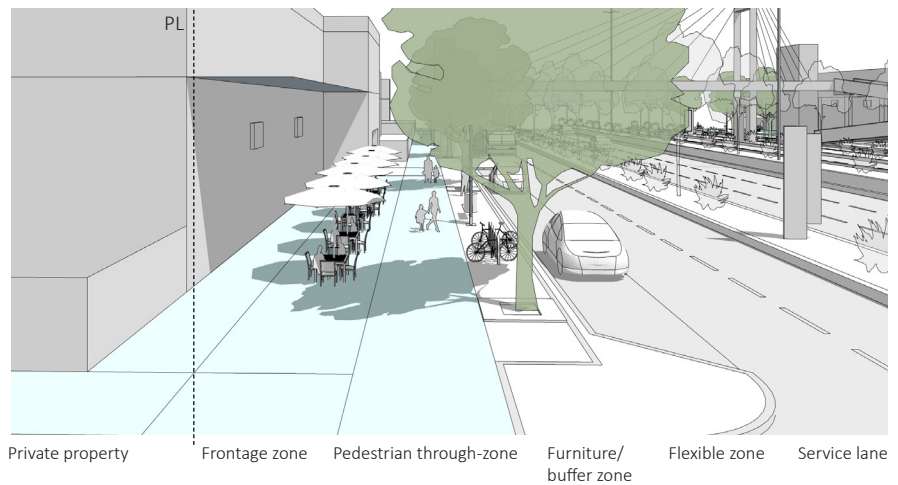 PL
Private property
Frontage zone
Pedestrian through-zone
Furniture/
buffer zone
Flexible zone
Service lane